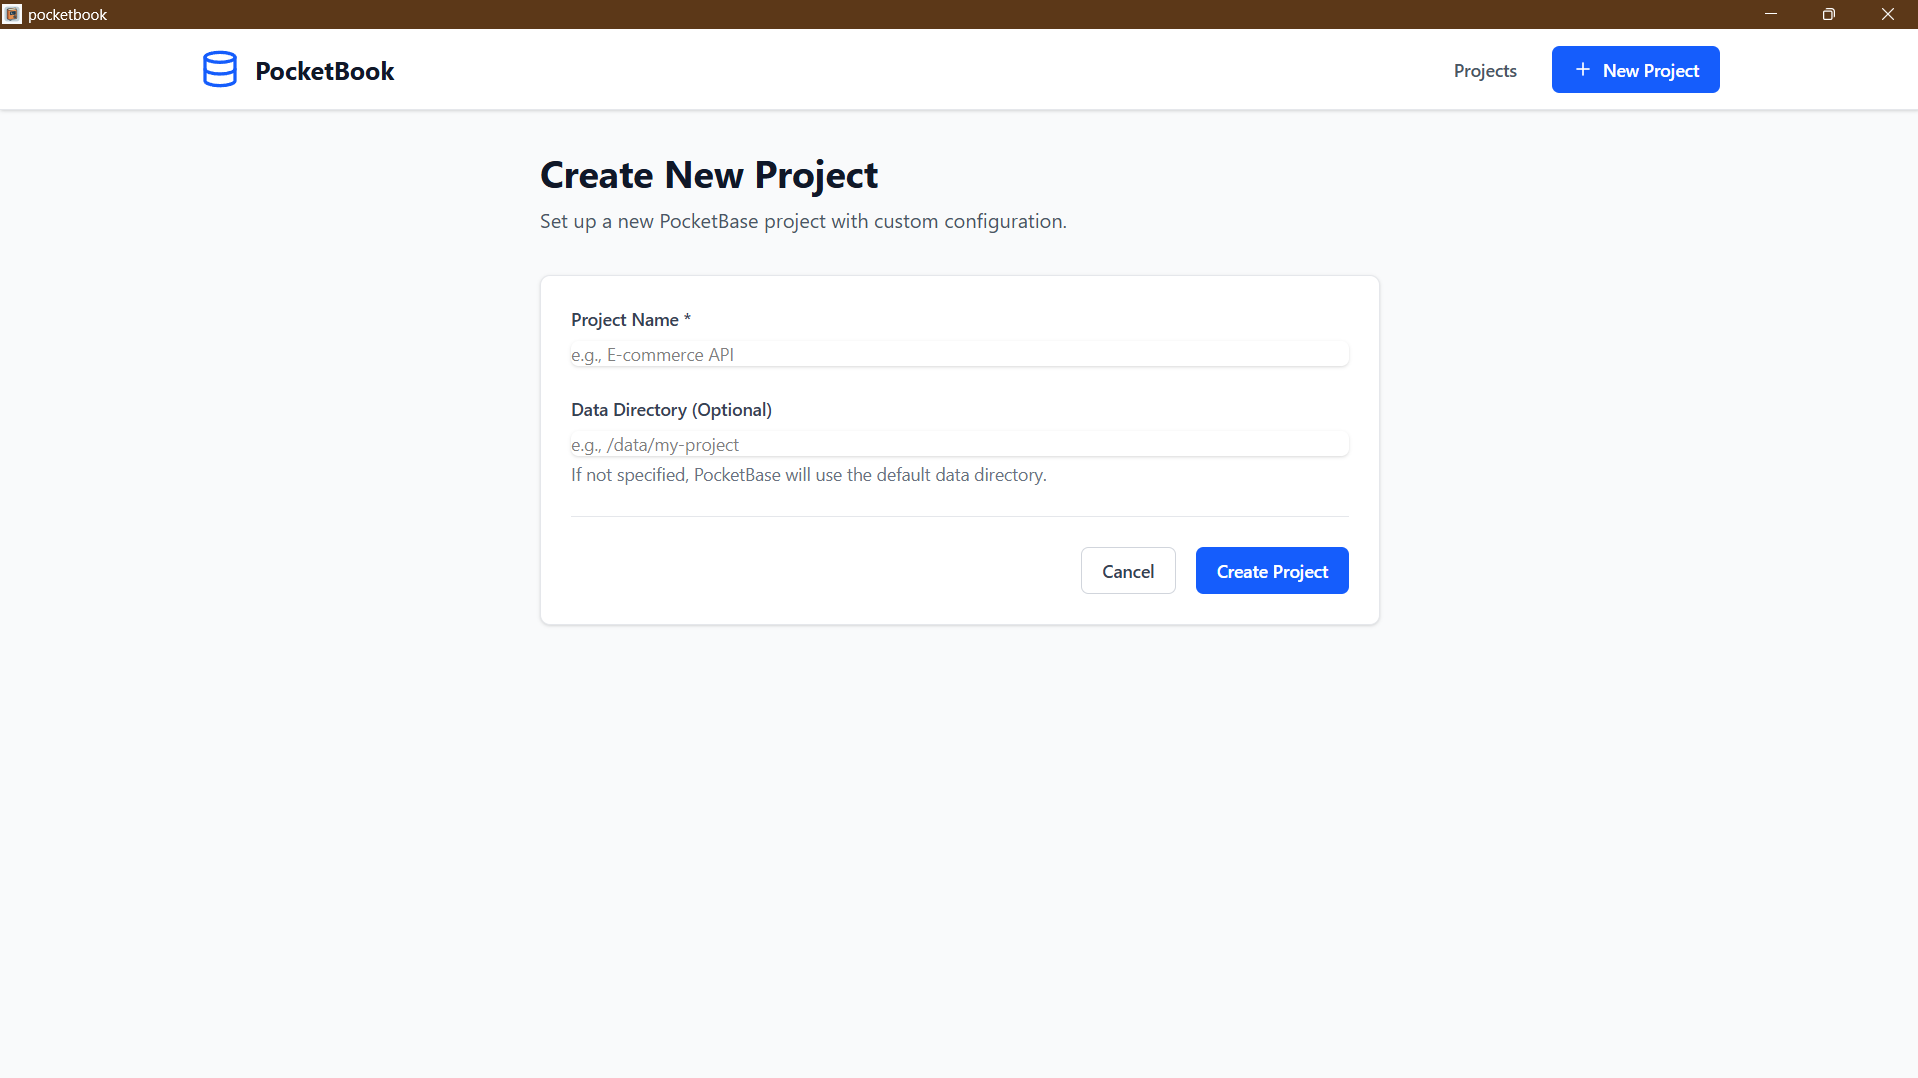 pocketbook
PocketBook
Projects
New Project
Create New Project
Set up a new PocketBase project with custom configuration.
Project Name *
e.g., E-commerce API
Data Directory (Optional)
e.g., /data/my-project
If not specified, PocketBase will use the default data directory.
Cancel
Create Project